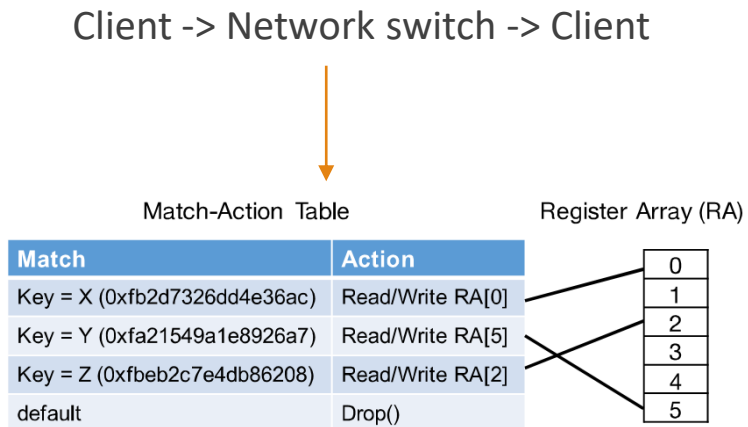 Client -> Network switch -> Client
Match-Action Table
Register Array (RA)
Match Action
Key = X (0xfb2d7326dd4e36ac) Read/Write RA[0]
Key = Y (0xfa21549a1e8926a7) Read/Write RA[5]
Key = Z (0xfbeb2c7e4db86208) Read/Write RA[2]
default Drop()
0
1
2
3
4
5